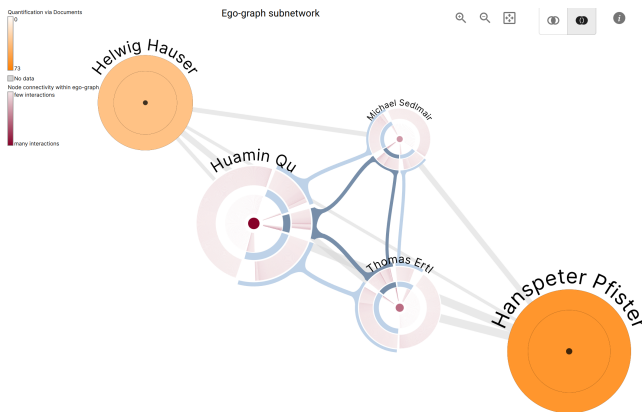 Ego-graph subnetwork
Quantification via Documents
0
73
No data
Node connectivity within ego-graph
few interactions
many interactions
Helwig Hauser
Michael Sedlmair
Huamin Qu
Thomas Ertl
Hanspeter Pfister
i